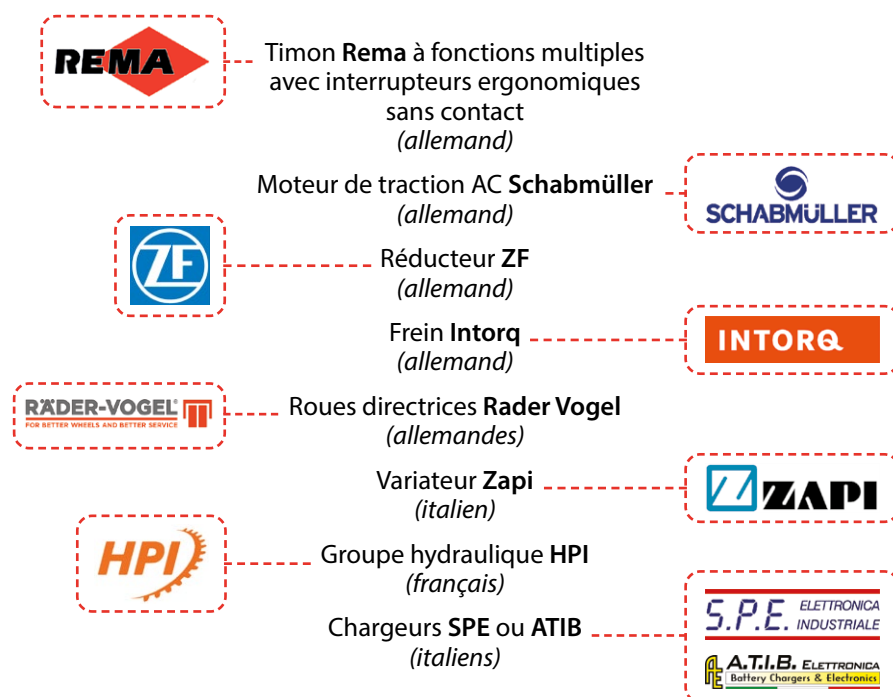 REMA
Timon Rema à fonctions multiples
avec interrupteurs ergonomiques
sans contact
(allemand)
Moteur de traction AC Schabmüller
(allemand)
SCHABMÜLLER
ZF
Réducteur ZF
(allemand)
Frein Intorq
(allemand)
INTORQ
RÄDER-VOGEL
FOR BETTER WHEELS AND BETTER SERVICE
Roues directrices Rader Vogel
(allemandes)
Variateur Zapi
(italien)
ZAPI
HPI
Groupe hydraulique HPI
(français)
Chargeurs SPE ou ATIB
(italiens)
S.P.E. ELETTRONICA
INDUSTRIALE
A.T.I.B. ELETTRONICA
Battery Chargers & Electronics